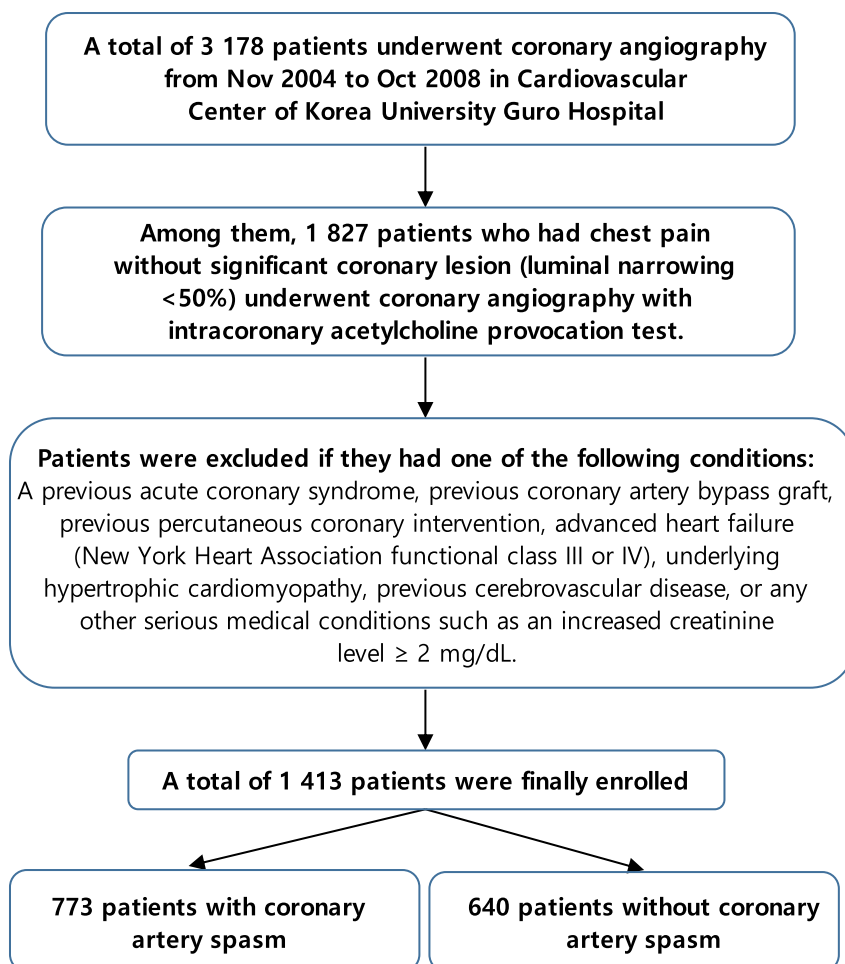 A total of 3 178 patients underwent coronary angiography
from Nov 2004 to Oct 2008 in Cardiovascular
Center of Korea University Guro Hospital
Among them, 1 827 patients who had chest pain
without significant coronary lesion (luminal narrowing
<50%) underwent coronary angiography with
intracoronary acetylcholine provocation test.
Patients were excluded if they had one of the following conditions:
A previous acute coronary syndrome, previous coronary artery bypass graft,
previous percutaneous coronary intervention, advanced heart failure
(New York Heart Association functional class III or IV), underlying
hypertrophic cardiomyopathy, previous cerebrovascular disease, or any
other serious medical conditions such as an increased creatinine
level ≥ 2 mg/dL.
A total of 1 413 patients were finally enrolled
773 patients with coronary
artery spasm
640 patients without coronary
artery spasm